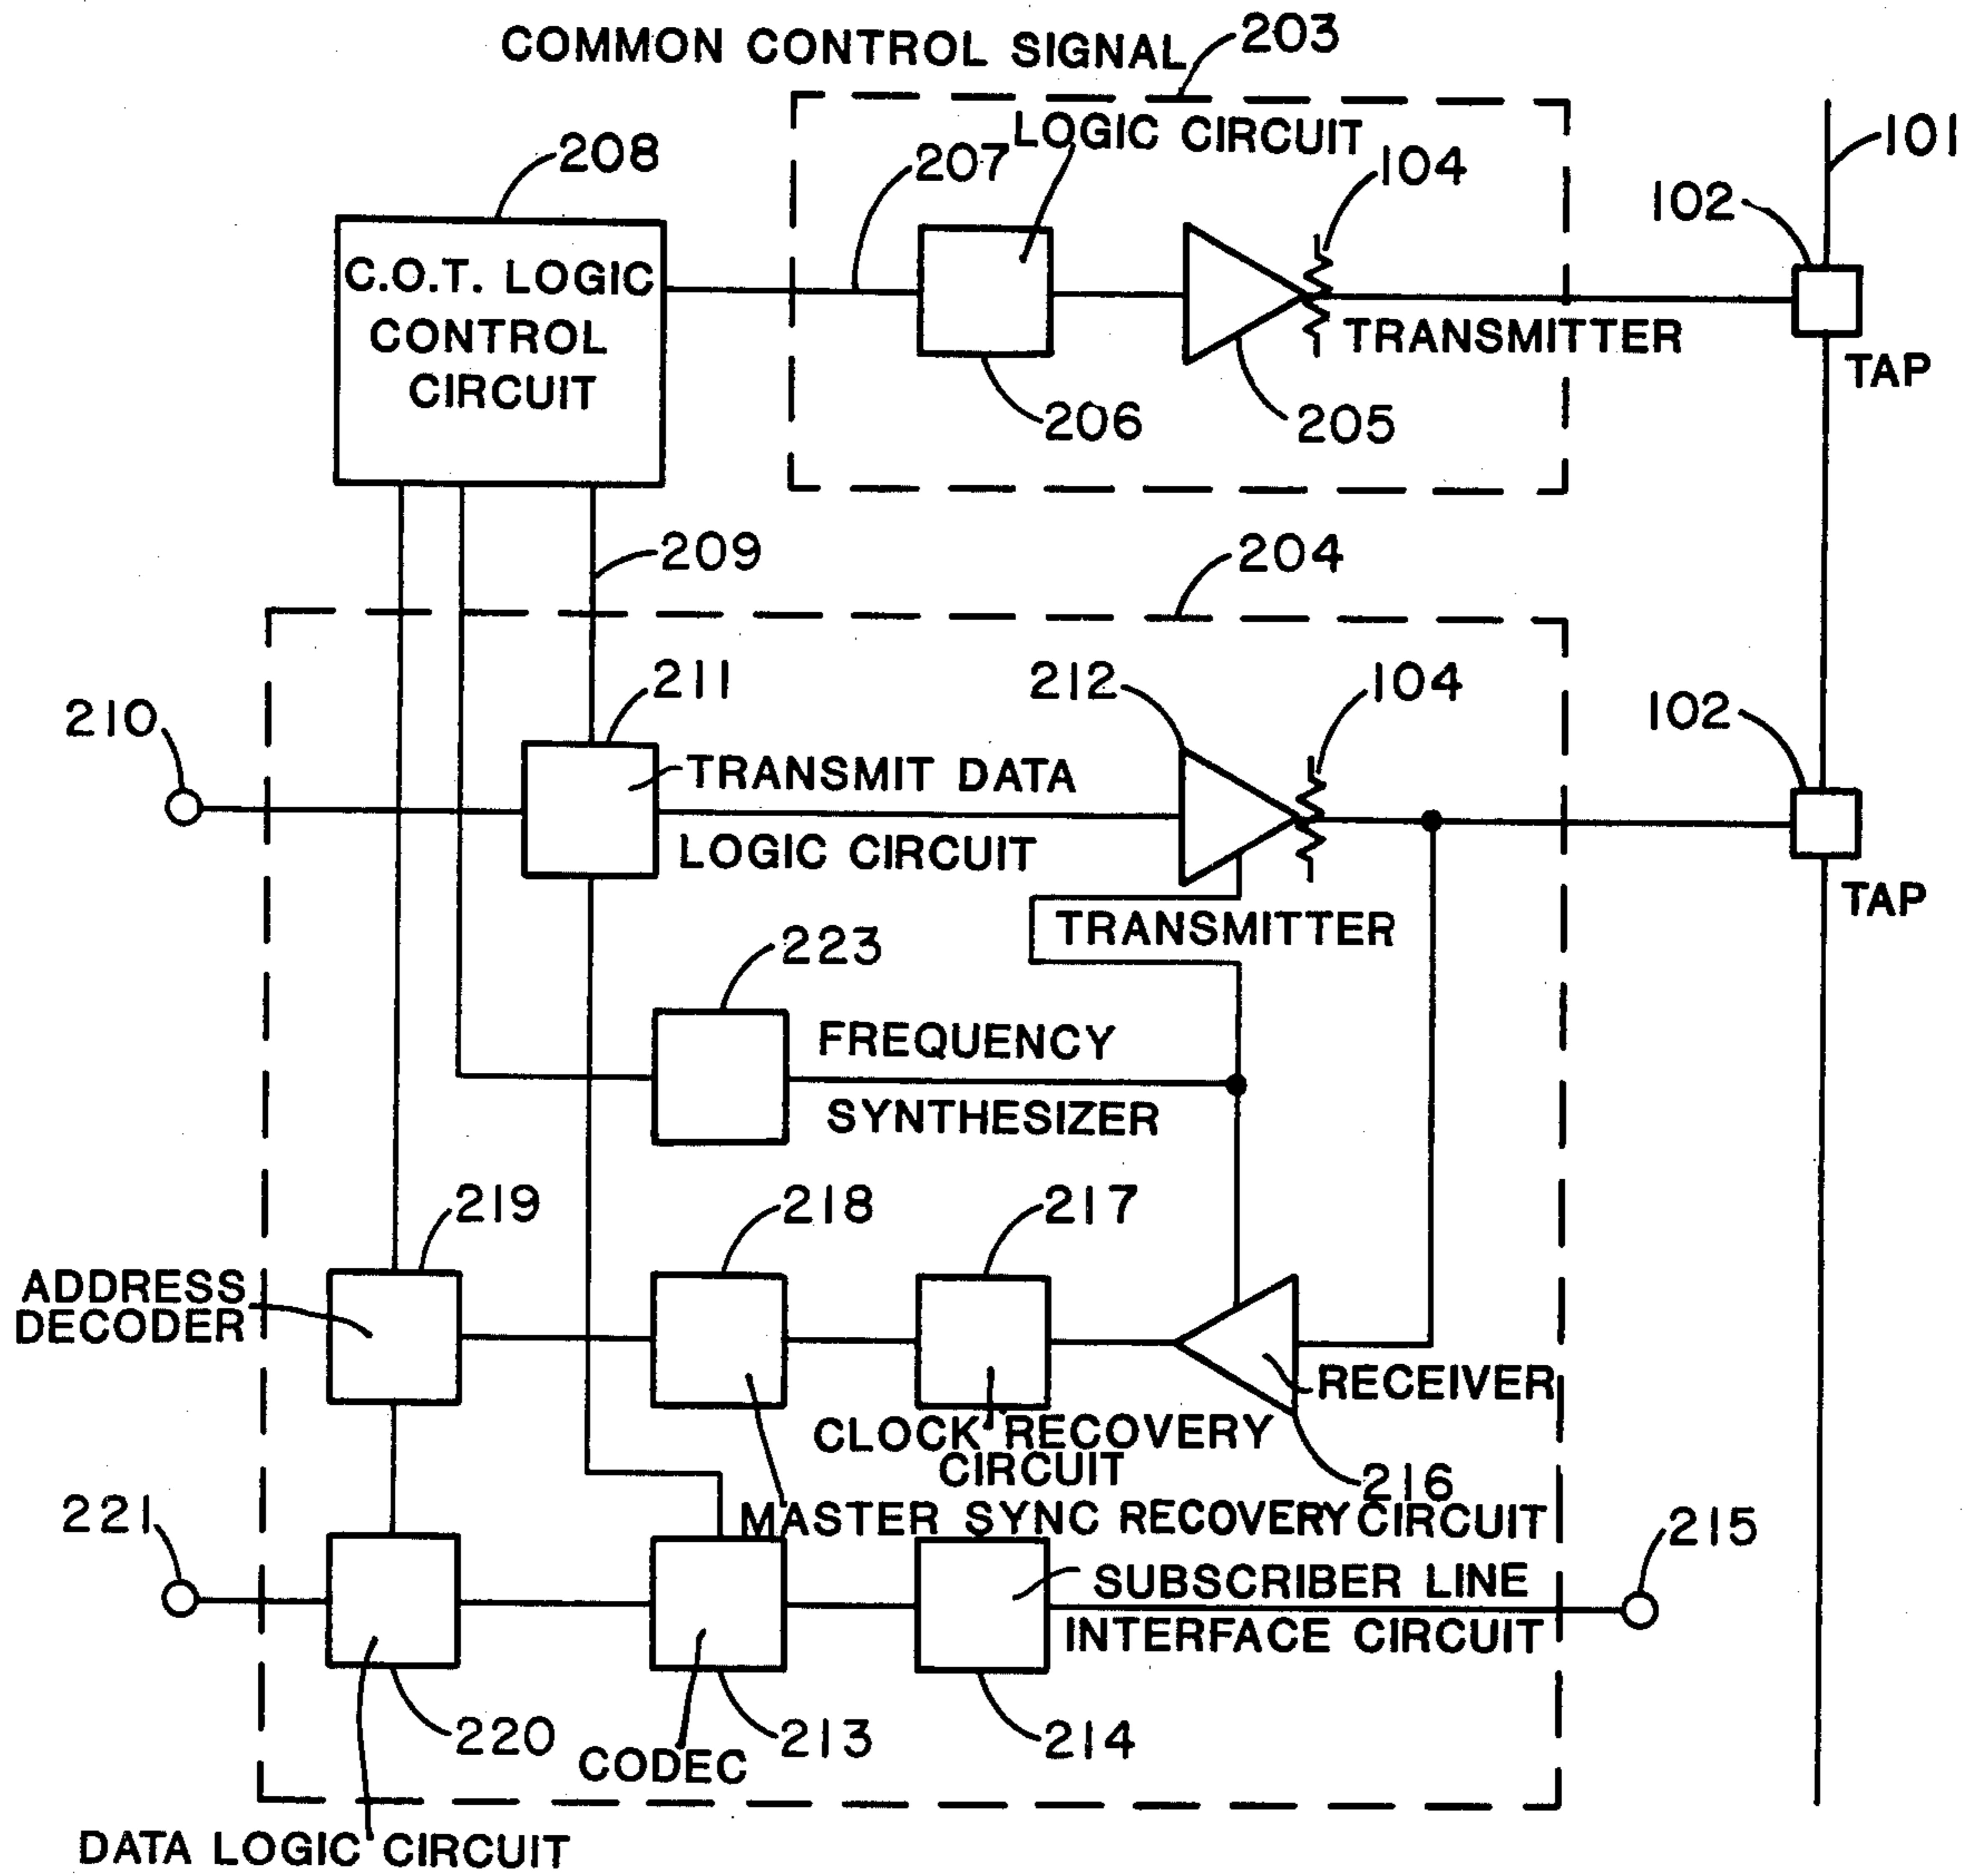 COMMON CONTROL SIGNAL
203
LOGIC CIRCUIT
208
207
104
101
102
C.O.T. LOGIC
CONTROL
CIRCUIT
TRANSMITTER
TAP
206
205
209
204
211
212
104
102
210
TRANSMIT DATA
LOGIC CIRCUIT
TAP
TRANSMITTER
223
FREQUENCY
SYNTHESIZER
219
218
217
ADDRESS
DECODER
RECEIVER
CLOCK RECOVERY
CIRCUIT
216
221
MASTER SYNC RECOVERY CIRCUIT
215
SUBSCRIBER LINE
INTERFACE CIRCUIT
220
CODEC
213
214
DATA LOGIC CIRCUIT